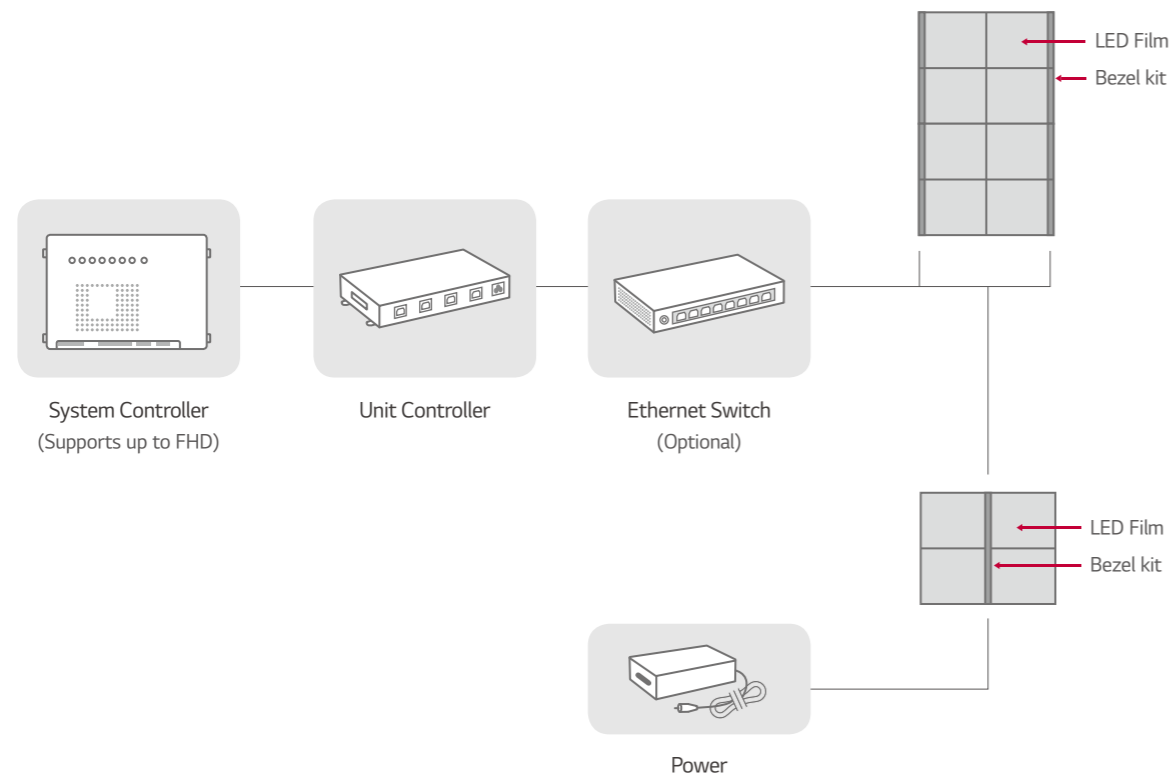 LED Film
Bezel kit
System Controller
(Supports up to FHD)
Unit Controller
Ethernet Switch
(Optional)
LED Film
Bezel kit
Power